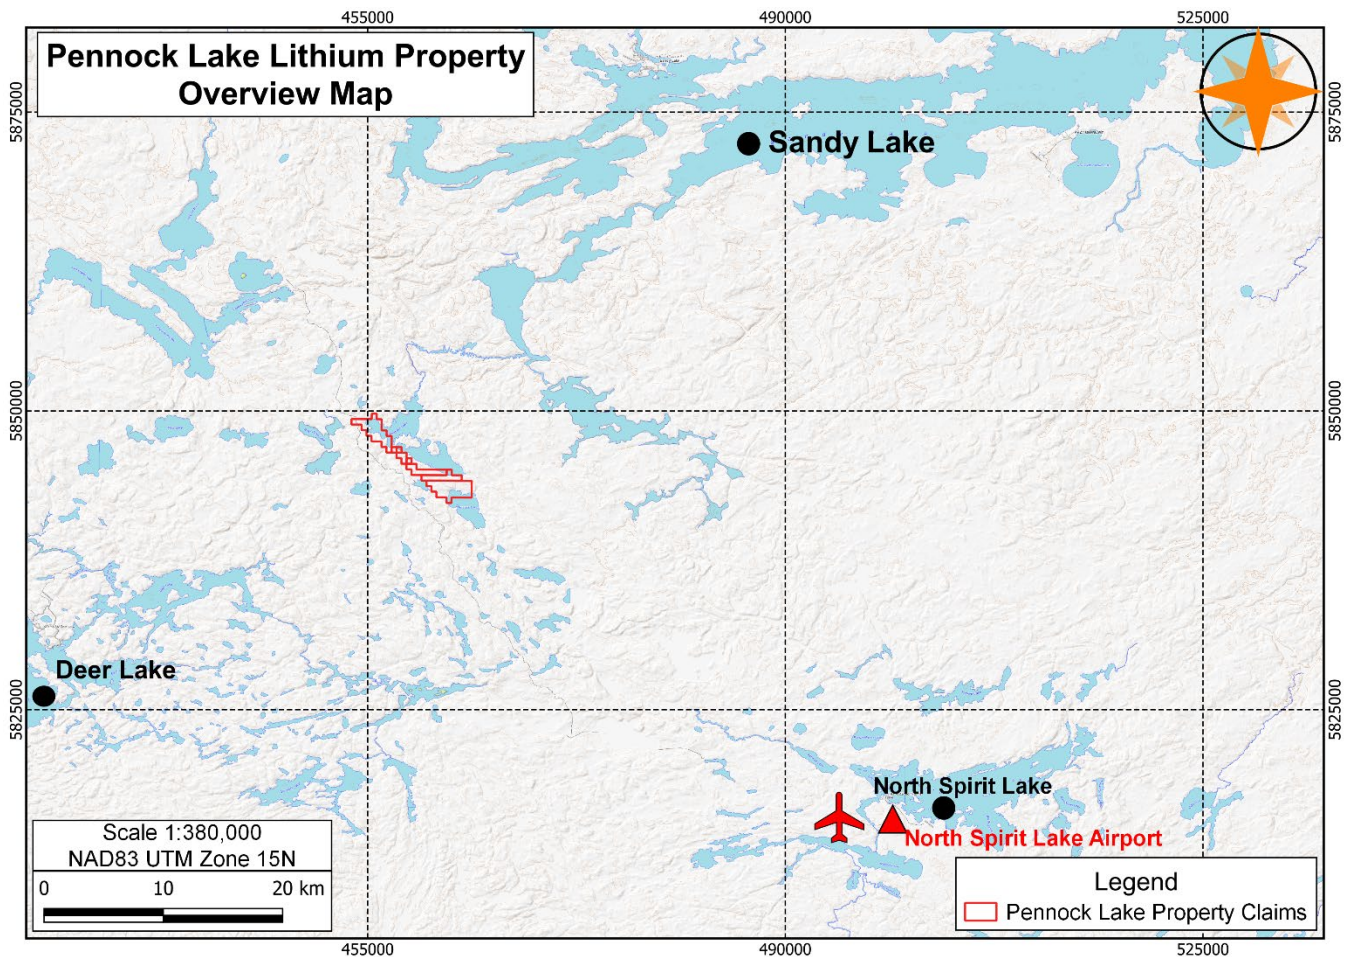 455000
490000
525000
Pennock Lake Lithium Property
Overview Map
5875000
5875000
Sandy Lake
5850000
5850000
Deer Lake
5825000
5825000
North Spirit Lake
North Spirit Lake Airport
Scale 1:380,000
NAD83 UTM Zone 15N
0 10 20 km
Legend
Pennock Lake Property Claims
455000
490000
525000